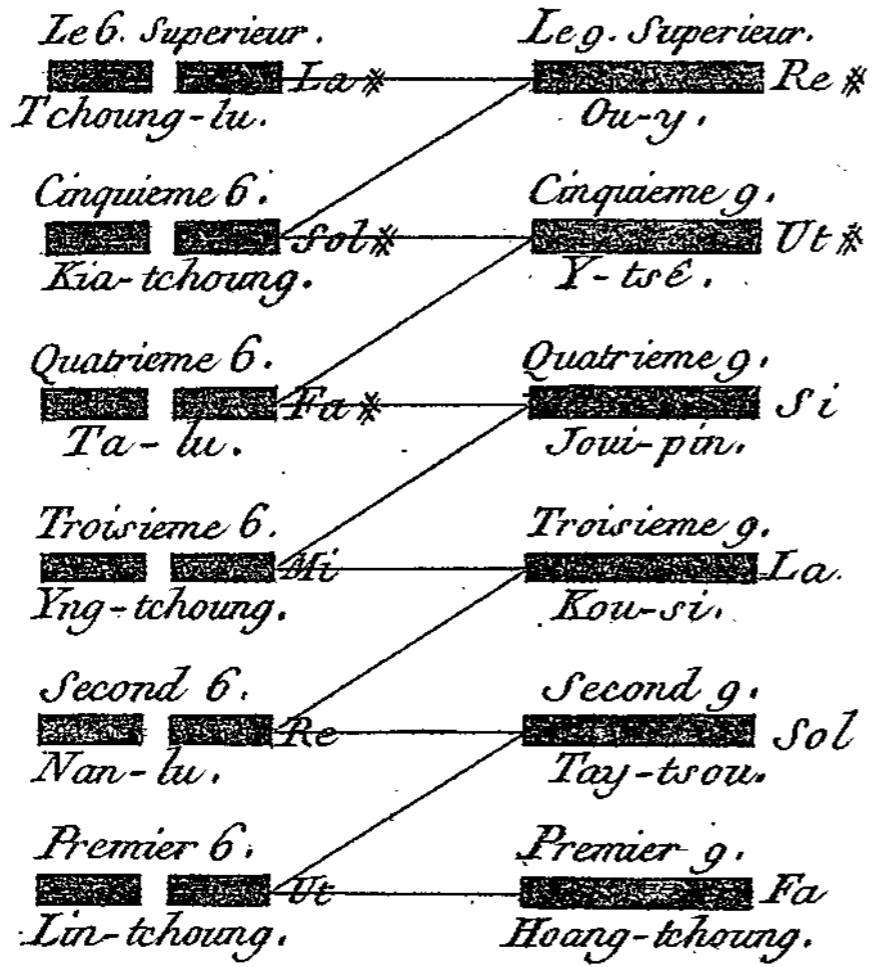 Le 6. Superieur. Le 9. Superieur.
La# Re#
Tchoung-lu. Ou-y.
Cinquieme 6. Cinquieme 9.
Sol# Ut#
Kia-tchoung. Y-tsê.
Quatrieme 6. Quatrieme 9.
Fa# Si
Ta-lu. Joui-pin.
Troisieme 6. Troisieme 9.
Mi La.
Yng-tchoung. Kou-si.
Second 6. Second 9.
Re Sol
Nan-lu. Tay-tsou.
Premier 6. Premier 9.
Ut Fa
Lin-tchoung. Hoang-tchoung.